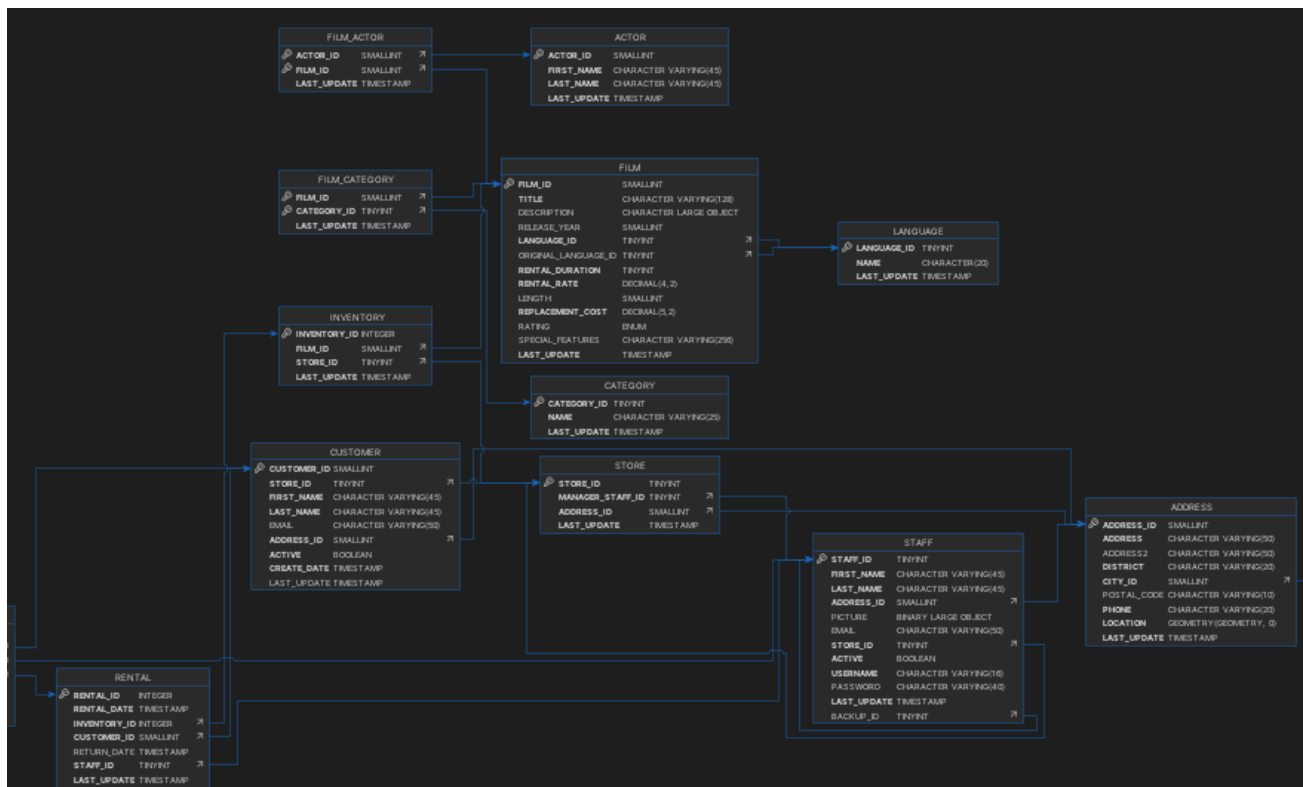 FILM_ACTOR
ACTOR_ID SMALLINT
FILM_ID SMALLINT
LAST_UPDATE TIMESTAMP
ACTOR
ACTOR_ID SMALLINT
FIRST_NAME CHARACTER VARYING(45)
LAST_NAME CHARACTER VARYING(45)
LAST_UPDATE TIMESTAMP
FILM_CATEGORY
FILM_ID SMALLINT
CATEGORY_ID TINYINT
LAST_UPDATE TIMESTAMP
FILM
FILM_ID SMALLINT
TITLE CHARACTER VARYING(128)
DESCRIPTION CHARACTER LARGE OBJECT
RELEASE_YEAR SMALLINT
LANGUAGE_ID TINYINT
ORIGINAL_LANGUAGE_ID TINYINT
RENTAL_DURATION TINYINT
RENTAL_RATE DECIMAL(4, 2)
LENGTH SMALLINT
REPLACEMENT_COST DECIMAL(5, 2)
RATING ENUM
SPECIAL_FEATURES CHARACTER VARYING(256)
LAST_UPDATE TIMESTAMP
LANGUAGE
LANGUAGE_ID TINYINT
NAME CHARACTER(20)
LAST_UPDATE TIMESTAMP
INVENTORY
INVENTORY_ID INTEGER
FILM_ID SMALLINT
STORE_ID TINYINT
LAST_UPDATE TIMESTAMP
CATEGORY
CATEGORY_ID TINYINT
NAME CHARACTER VARYING(25)
LAST_UPDATE TIMESTAMP
CUSTOMER
CUSTOMER_ID SMALLINT
STORE_ID TINYINT
FIRST_NAME CHARACTER VARYING(45)
LAST_NAME CHARACTER VARYING(45)
EMAIL CHARACTER VARYING(50)
ADDRESS_ID SMALLINT
ACTIVE BOOLEAN
CREATE_DATE TIMESTAMP
LAST_UPDATE TIMESTAMP
STORE
STORE_ID TINYINT
MANAGER_STAFF_ID TINYINT
ADDRESS_ID SMALLINT
LAST_UPDATE TIMESTAMP
STAFF
STAFF_ID TINYINT
FIRST_NAME CHARACTER VARYING(45)
LAST_NAME CHARACTER VARYING(45)
ADDRESS_ID SMALLINT
PICTURE BINARY LARGE OBJECT
EMAIL CHARACTER VARYING(50)
STORE_ID TINYINT
ACTIVE BOOLEAN
USERNAME CHARACTER VARYING(16)
PASSWORD CHARACTER VARYING(40)
LAST_UPDATE TIMESTAMP
BACKUP_ID TINYINT
ADDRESS
ADDRESS_ID SMALLINT
ADDRESS CHARACTER VARYING(50)
ADDRESS2 CHARACTER VARYING(50)
DISTRICT CHARACTER VARYING(20)
CITY_ID SMALLINT
POSTAL_CODE CHARACTER VARYING(10)
PHONE CHARACTER VARYING(20)
LOCATION GEOMETRY(GEOMETRY, 0)
LAST_UPDATE TIMESTAMP
RENTAL
RENTAL_ID INTEGER
RENTAL_DATE TIMESTAMP
INVENTORY_ID INTEGER
CUSTOMER_ID SMALLINT
RETURN_DATE TIMESTAMP
STAFF_ID TINYINT
LAST_UPDATE TIMESTAMP